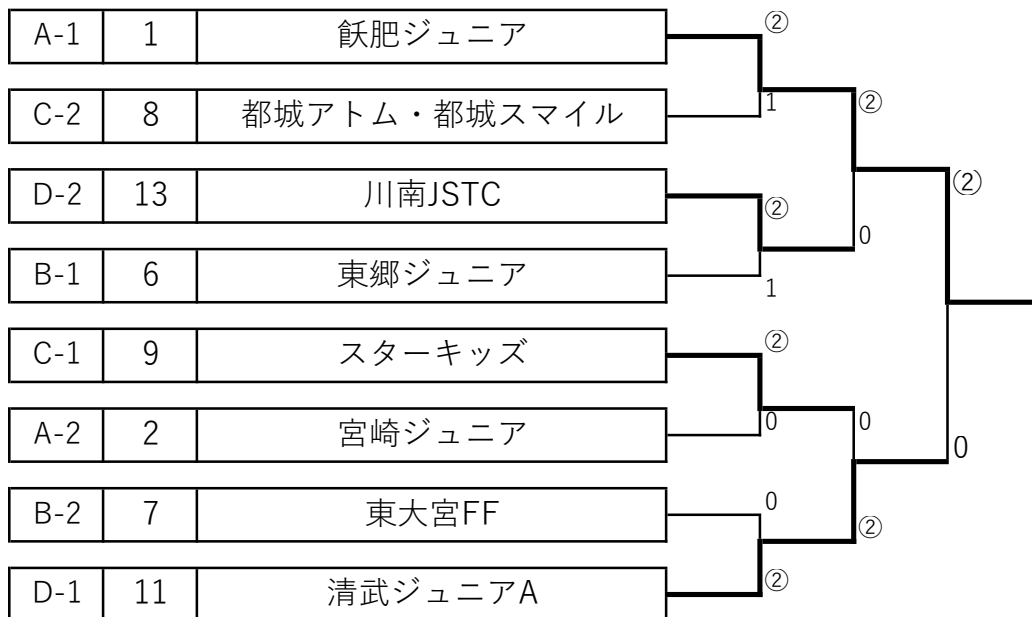 A-1 1 飫肥ジュニア ②
C-2 8 都城アトム・都城スマイル 1 ②
D-2 13 川南JSTC ② ②
B-1 6 東郷ジュニア 1 0
C-1 9 スターキッズ ②
A-2 2 宮崎ジュニア 0 0 0
B-2 7 東大宮FF 0 ②
D-1 11 清武ジュニアA ②